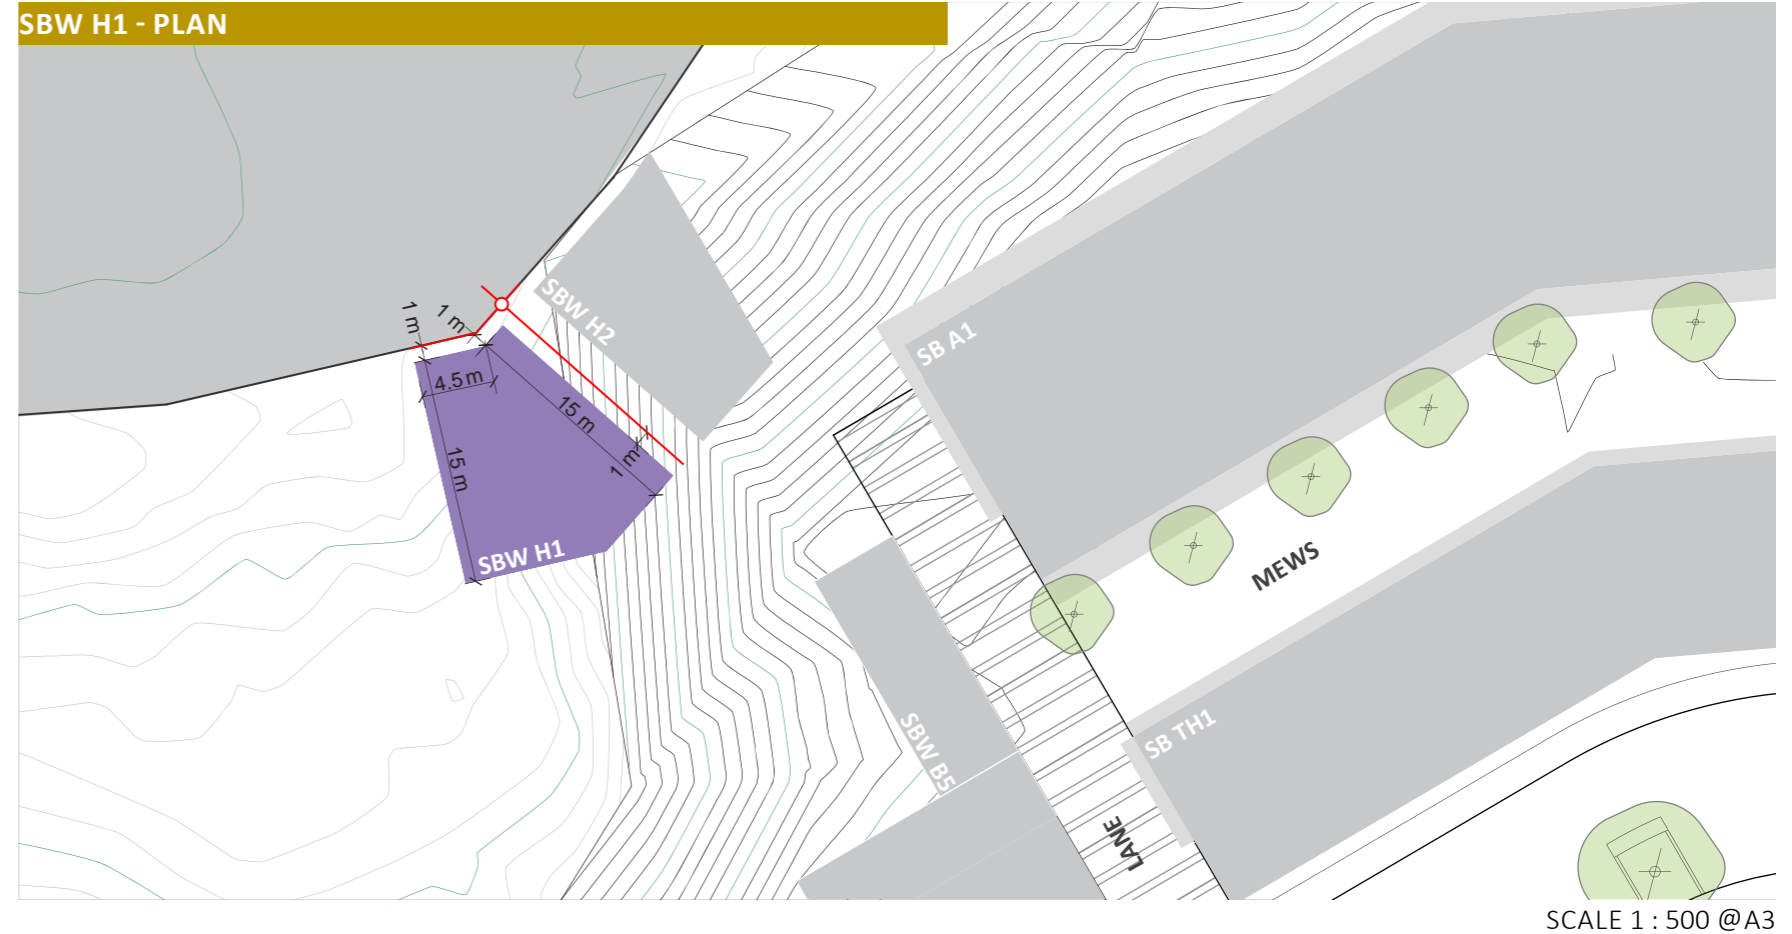 SBW H1 - PLAN
SBW H2
1 m
1 m
SB A1
4.5 m
15 m
1 m
15 m
SBW H1
MEWS
SBW B5
SB TH1
LANE
SCALE 1 : 500 @A3